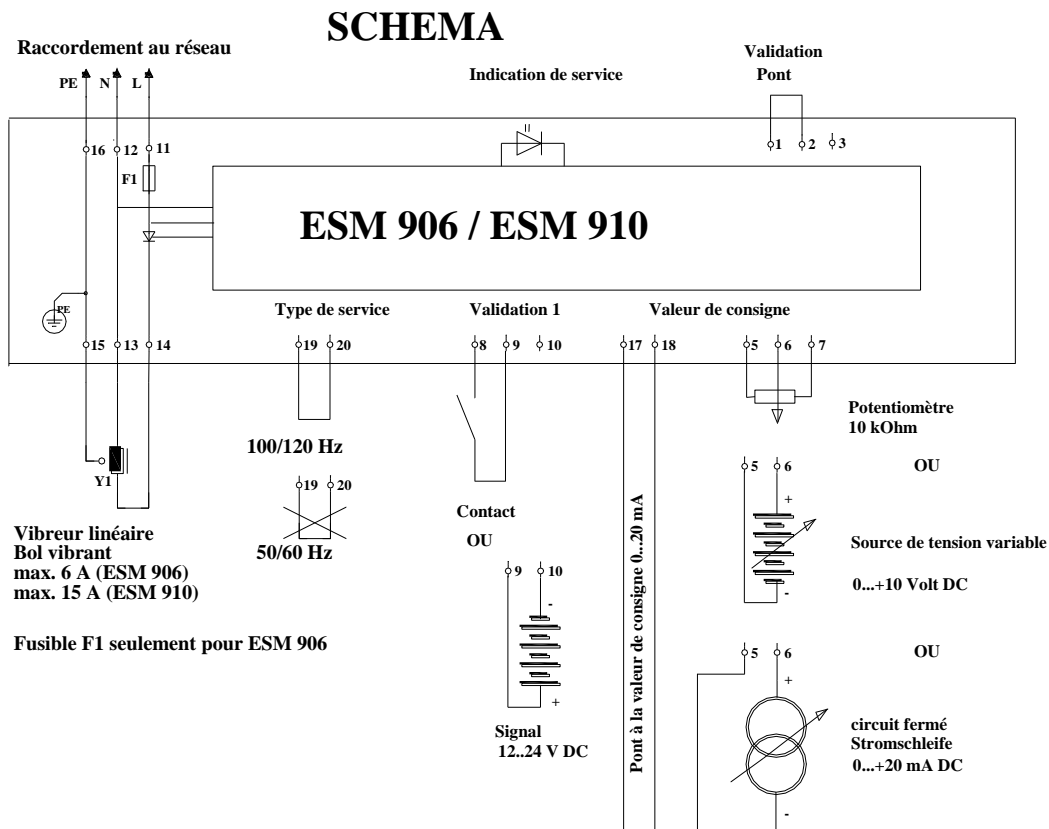 SCHEMA
Raccordement au réseau
PE N L
Indication de service
Validation
Pont
16 12 11
1 2 3
F1
ESM 906 / ESM 910
PE
Type de service
Validation 1
Valeur de consigne
15 13 14
19 20
8 9 10
17 18
5 6 7
Potentiomètre
10 kOhm
100/120 Hz
Y1
19 20
50/60 Hz
Contact
OU
Vibreur linéaire
Bol vibrant
max. 6 A (ESM 906)
max. 15 A (ESM 910)
Fusible F1 seulement pour ESM 906
9 10
-
+
Signal
12..24 V DC
Pont à la valeur de consigne 0...20 mA
OU
5 6
+
Source de tension variable
0...+10 Volt DC
-
OU
5 6
+
circuit fermé
Stromschleife
0...+20 mA DC
-